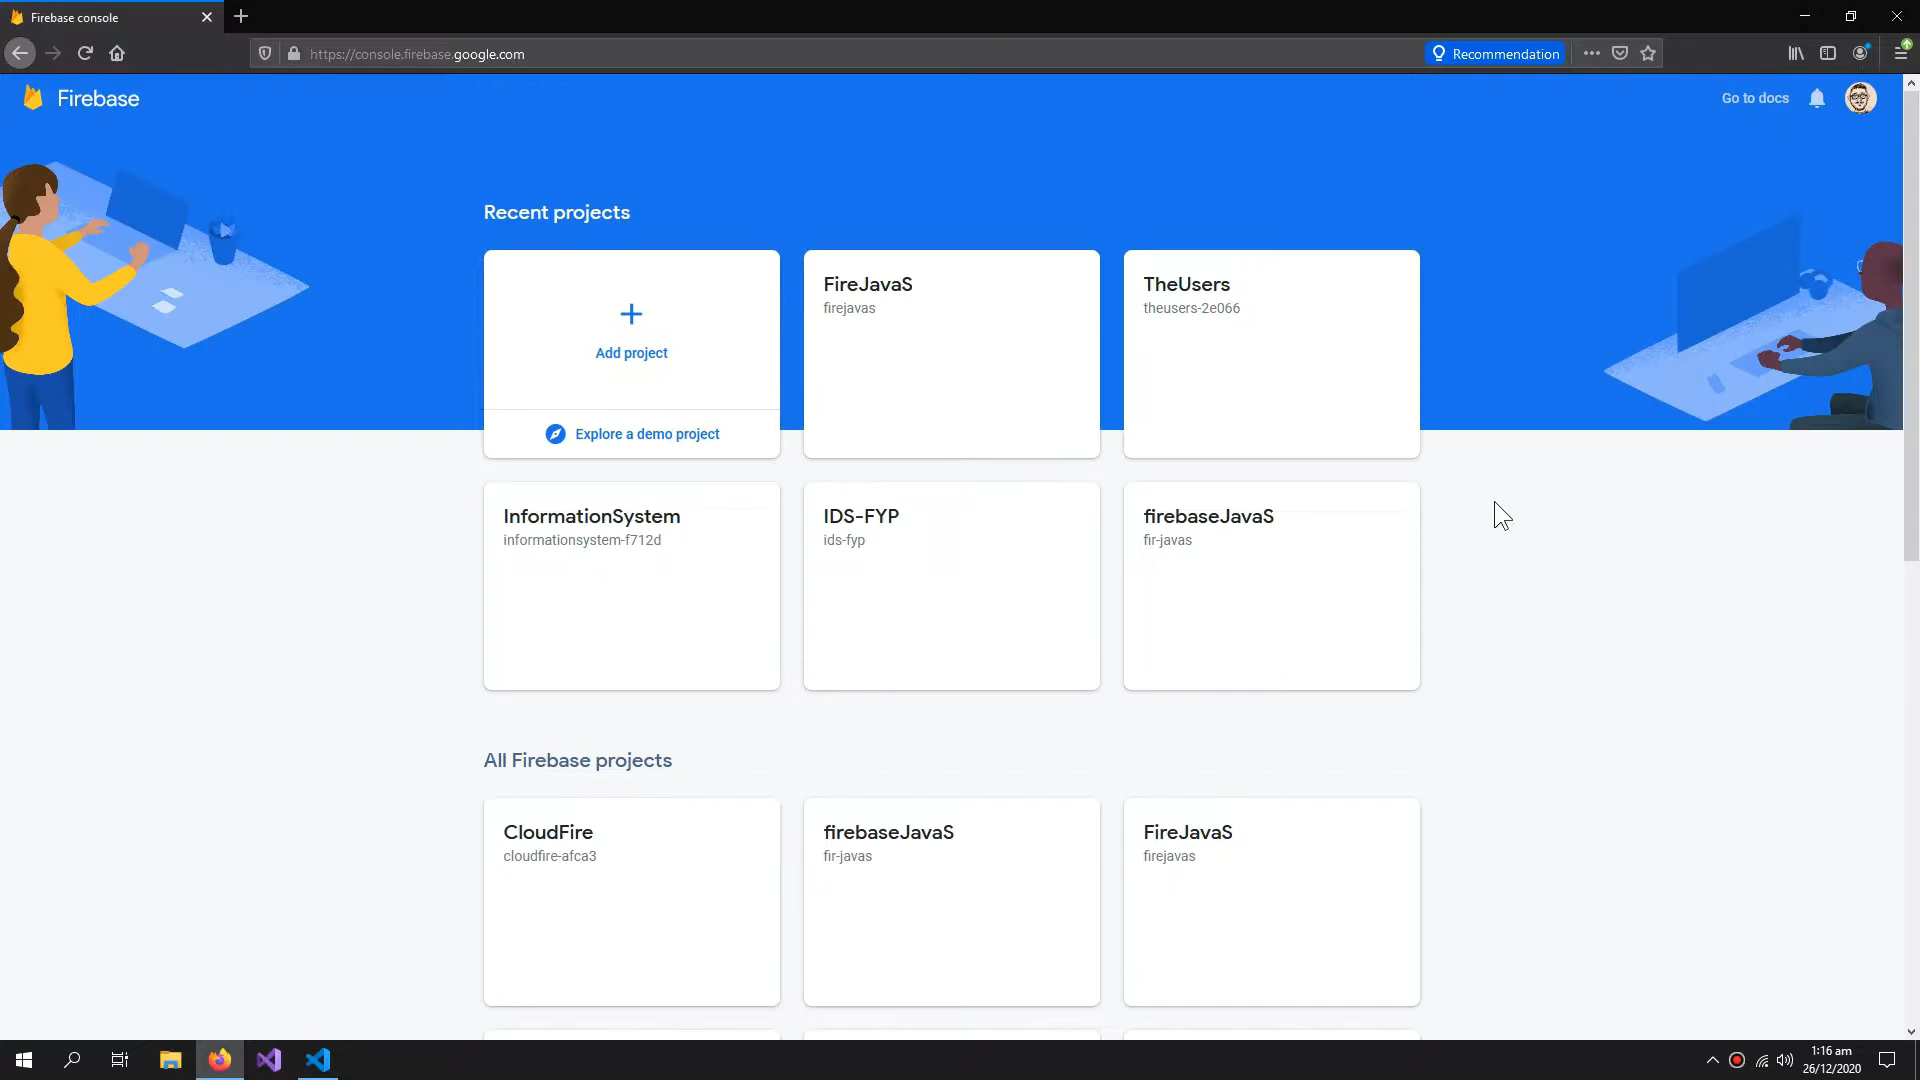 Firebase console
https://console.firebase.google.com
Recommendation
Firebase
Go to docs
Recent projects
Add project
Explore a demo project
FireJavaS
firejavas
TheUsers
theusers-2e066
InformationSystem
informationsystem-f712d
IDS-FYP
ids-fyp
firebaseJavaS
fir-javas
All Firebase projects
CloudFire
cloudfire-afca3
firebaseJavaS
fir-javas
FireJavaS
firejavas
1:16 am
26/12/2020